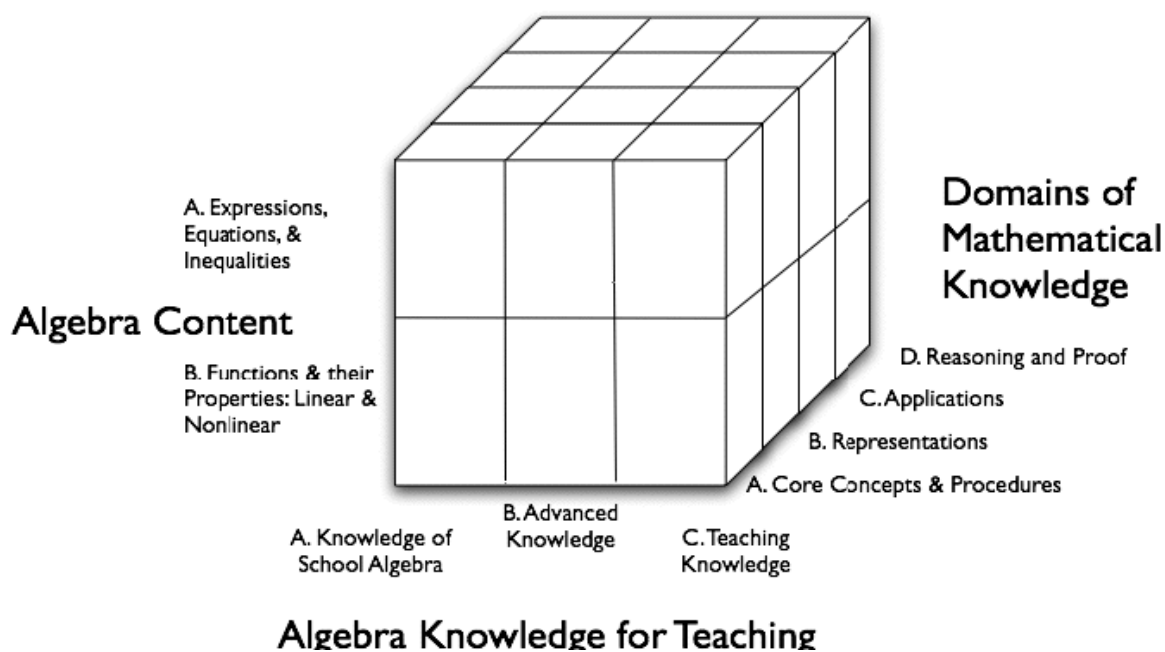 A. Expressions,
Equations, &
Inequalities
Algebra Content
B. Functions & their
Properties: Linear &
Nonlinear
Domains of
Mathematical
Knowledge
D. Reasoning and Proof
C. Applications
B. Representations
A. Core Concepts & Procedures
A. Knowledge of
School Algebra
B. Advanced
Knowledge
C. Teaching
Knowledge
Algebra Knowledge for Teaching